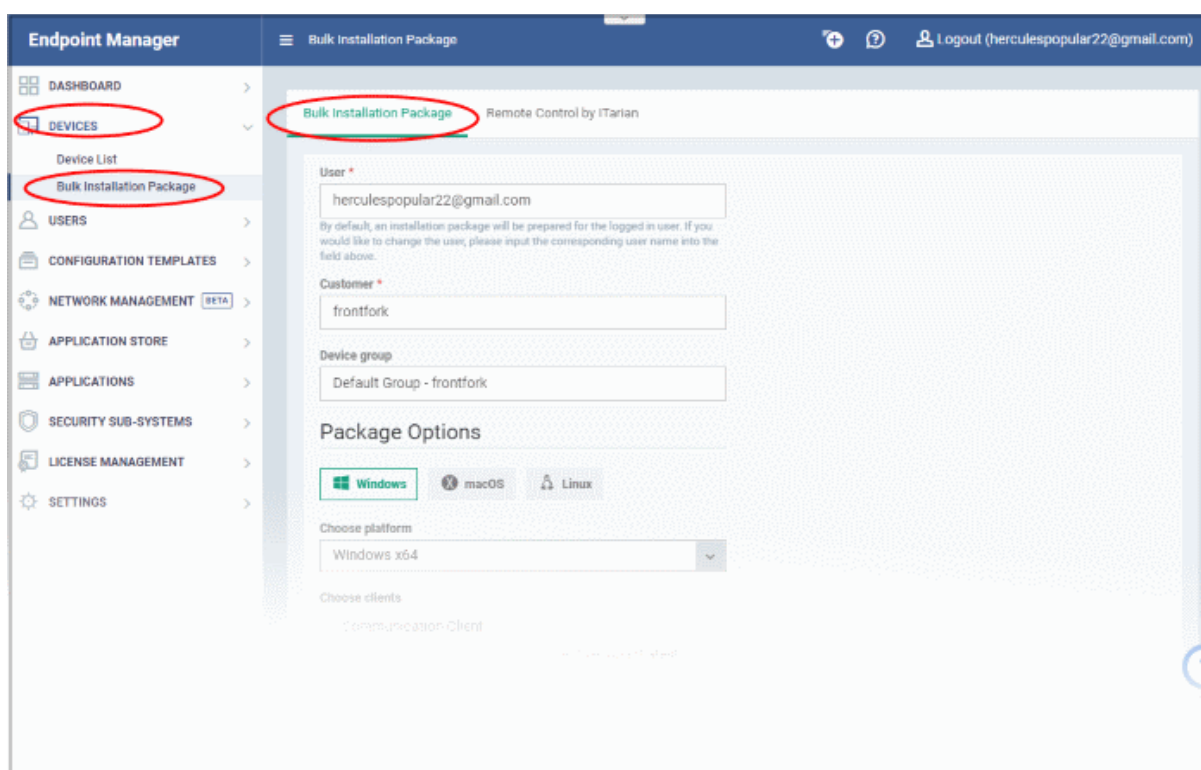 Endpoint Manager
Bulk Installation Package
Logout (herculespopular22@gmail.com)
DASHBOARD
DEVICES
Device List
Bulk Installation Package
USERS
CONFIGURATION TEMPLATES
NETWORK MANAGEMENT BETA
APPLICATION STORE
APPLICATIONS
SECURITY SUB-SYSTEMS
LICENSE MANAGEMENT
SETTINGS
Bulk Installation Package
Remote Control by ITarian
User *
herculespopular22@gmail.com
By default, an installation package will be prepared for the logged in user. If you
would like to change the user, please input the corresponding user name into the
field above.
Customer *
frontfork
Device group
Default Group - frontfork
Package Options
Windows
macOS
Linux
Choose platform
Windows x64
Choose clients
Communication Client